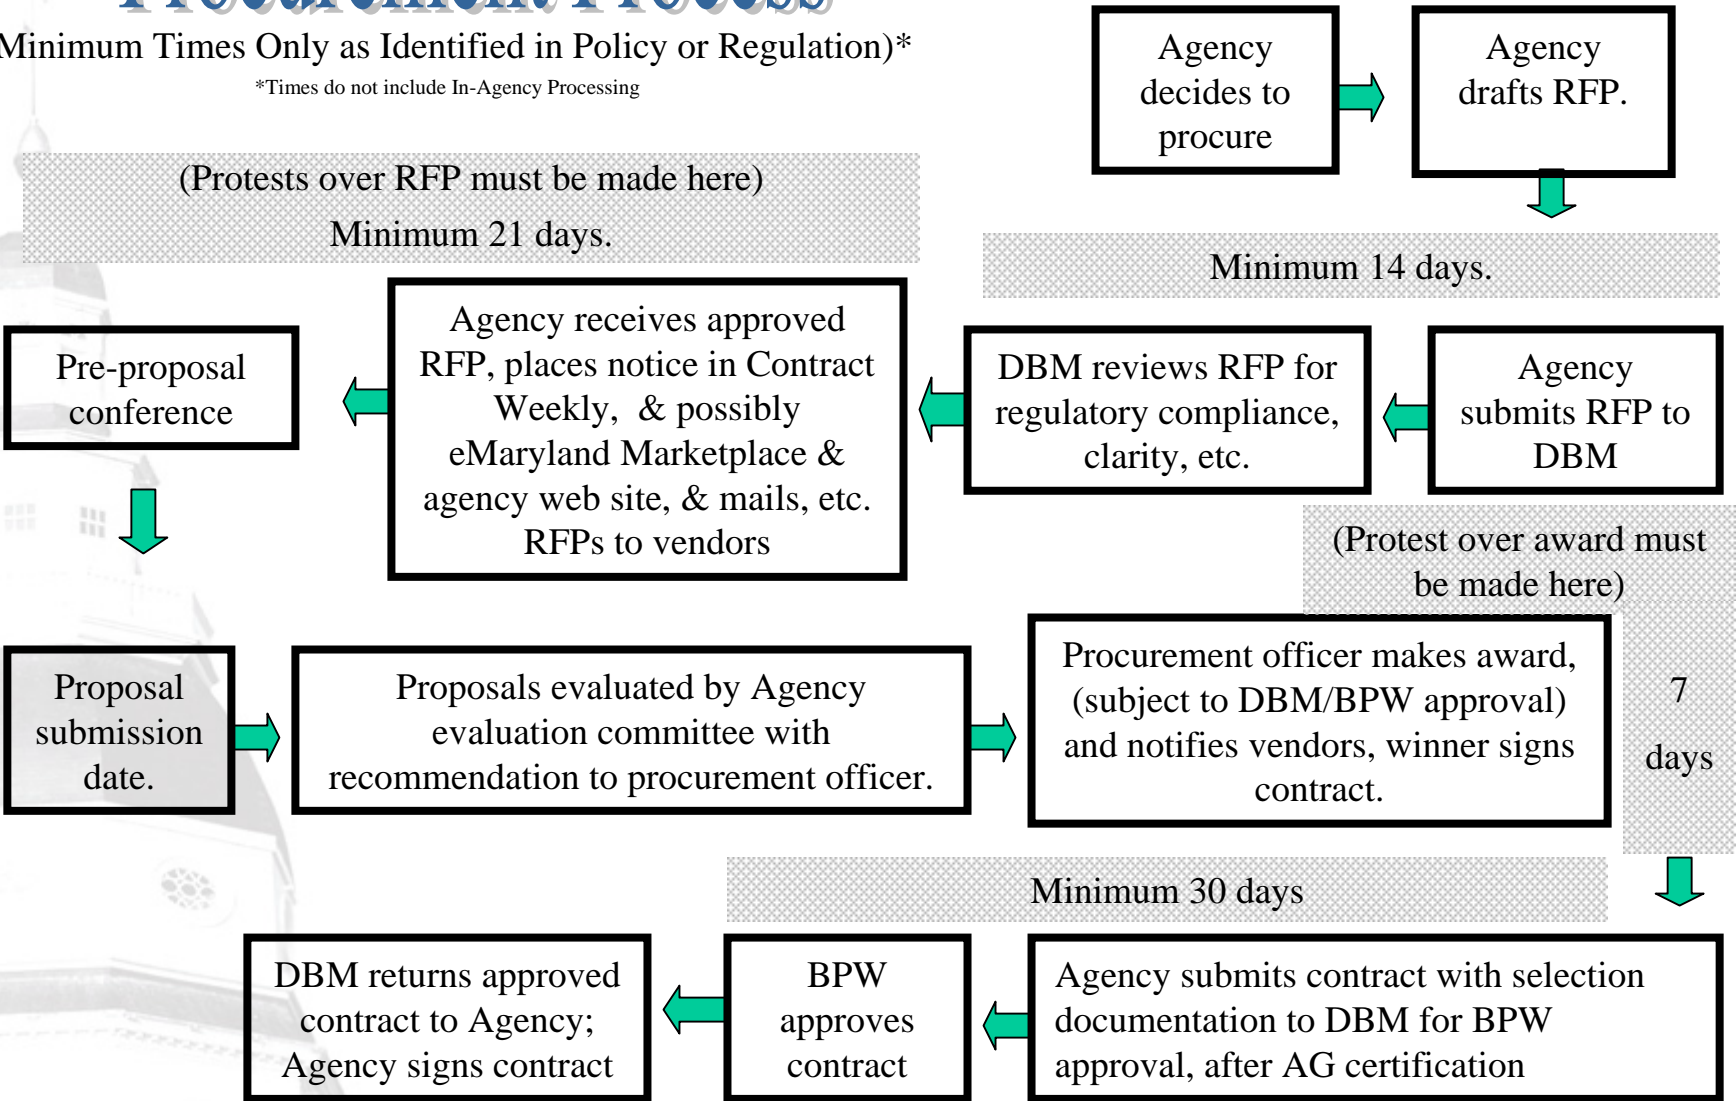 Procurement Process
Minimum Times Only as Identified in Policy or Regulation)*
*Times do not include In-Agency Processing
Agency
decides to
procure
Agency
drafts RFP.
Minimum 14 days.
Agency
submits RFP to
DBM
DBM reviews RFP for
regulatory compliance,
clarity, etc.
(Protests over RFP must be made here)
Minimum 21 days.
Agency receives approved
RFP, places notice in Contract
Weekly, & possibly
eMaryland Marketplace &
agency web site, & mails, etc.
RFPs to vendors
Pre-proposal
conference
Proposal
submission
date.
Proposals evaluated by Agency
evaluation committee with
recommendation to procurement officer.
(Protest over award must
be made here)
Procurement officer makes award,
(subject to DBM/BPW approval)
and notifies vendors, winner signs
contract.
7
days
Minimum 30 days
Agency submits contract with selection
documentation to DBM for BPW
approval, after AG certification
BPW
approves
contract
DBM returns approved
contract to Agency;
Agency signs contract